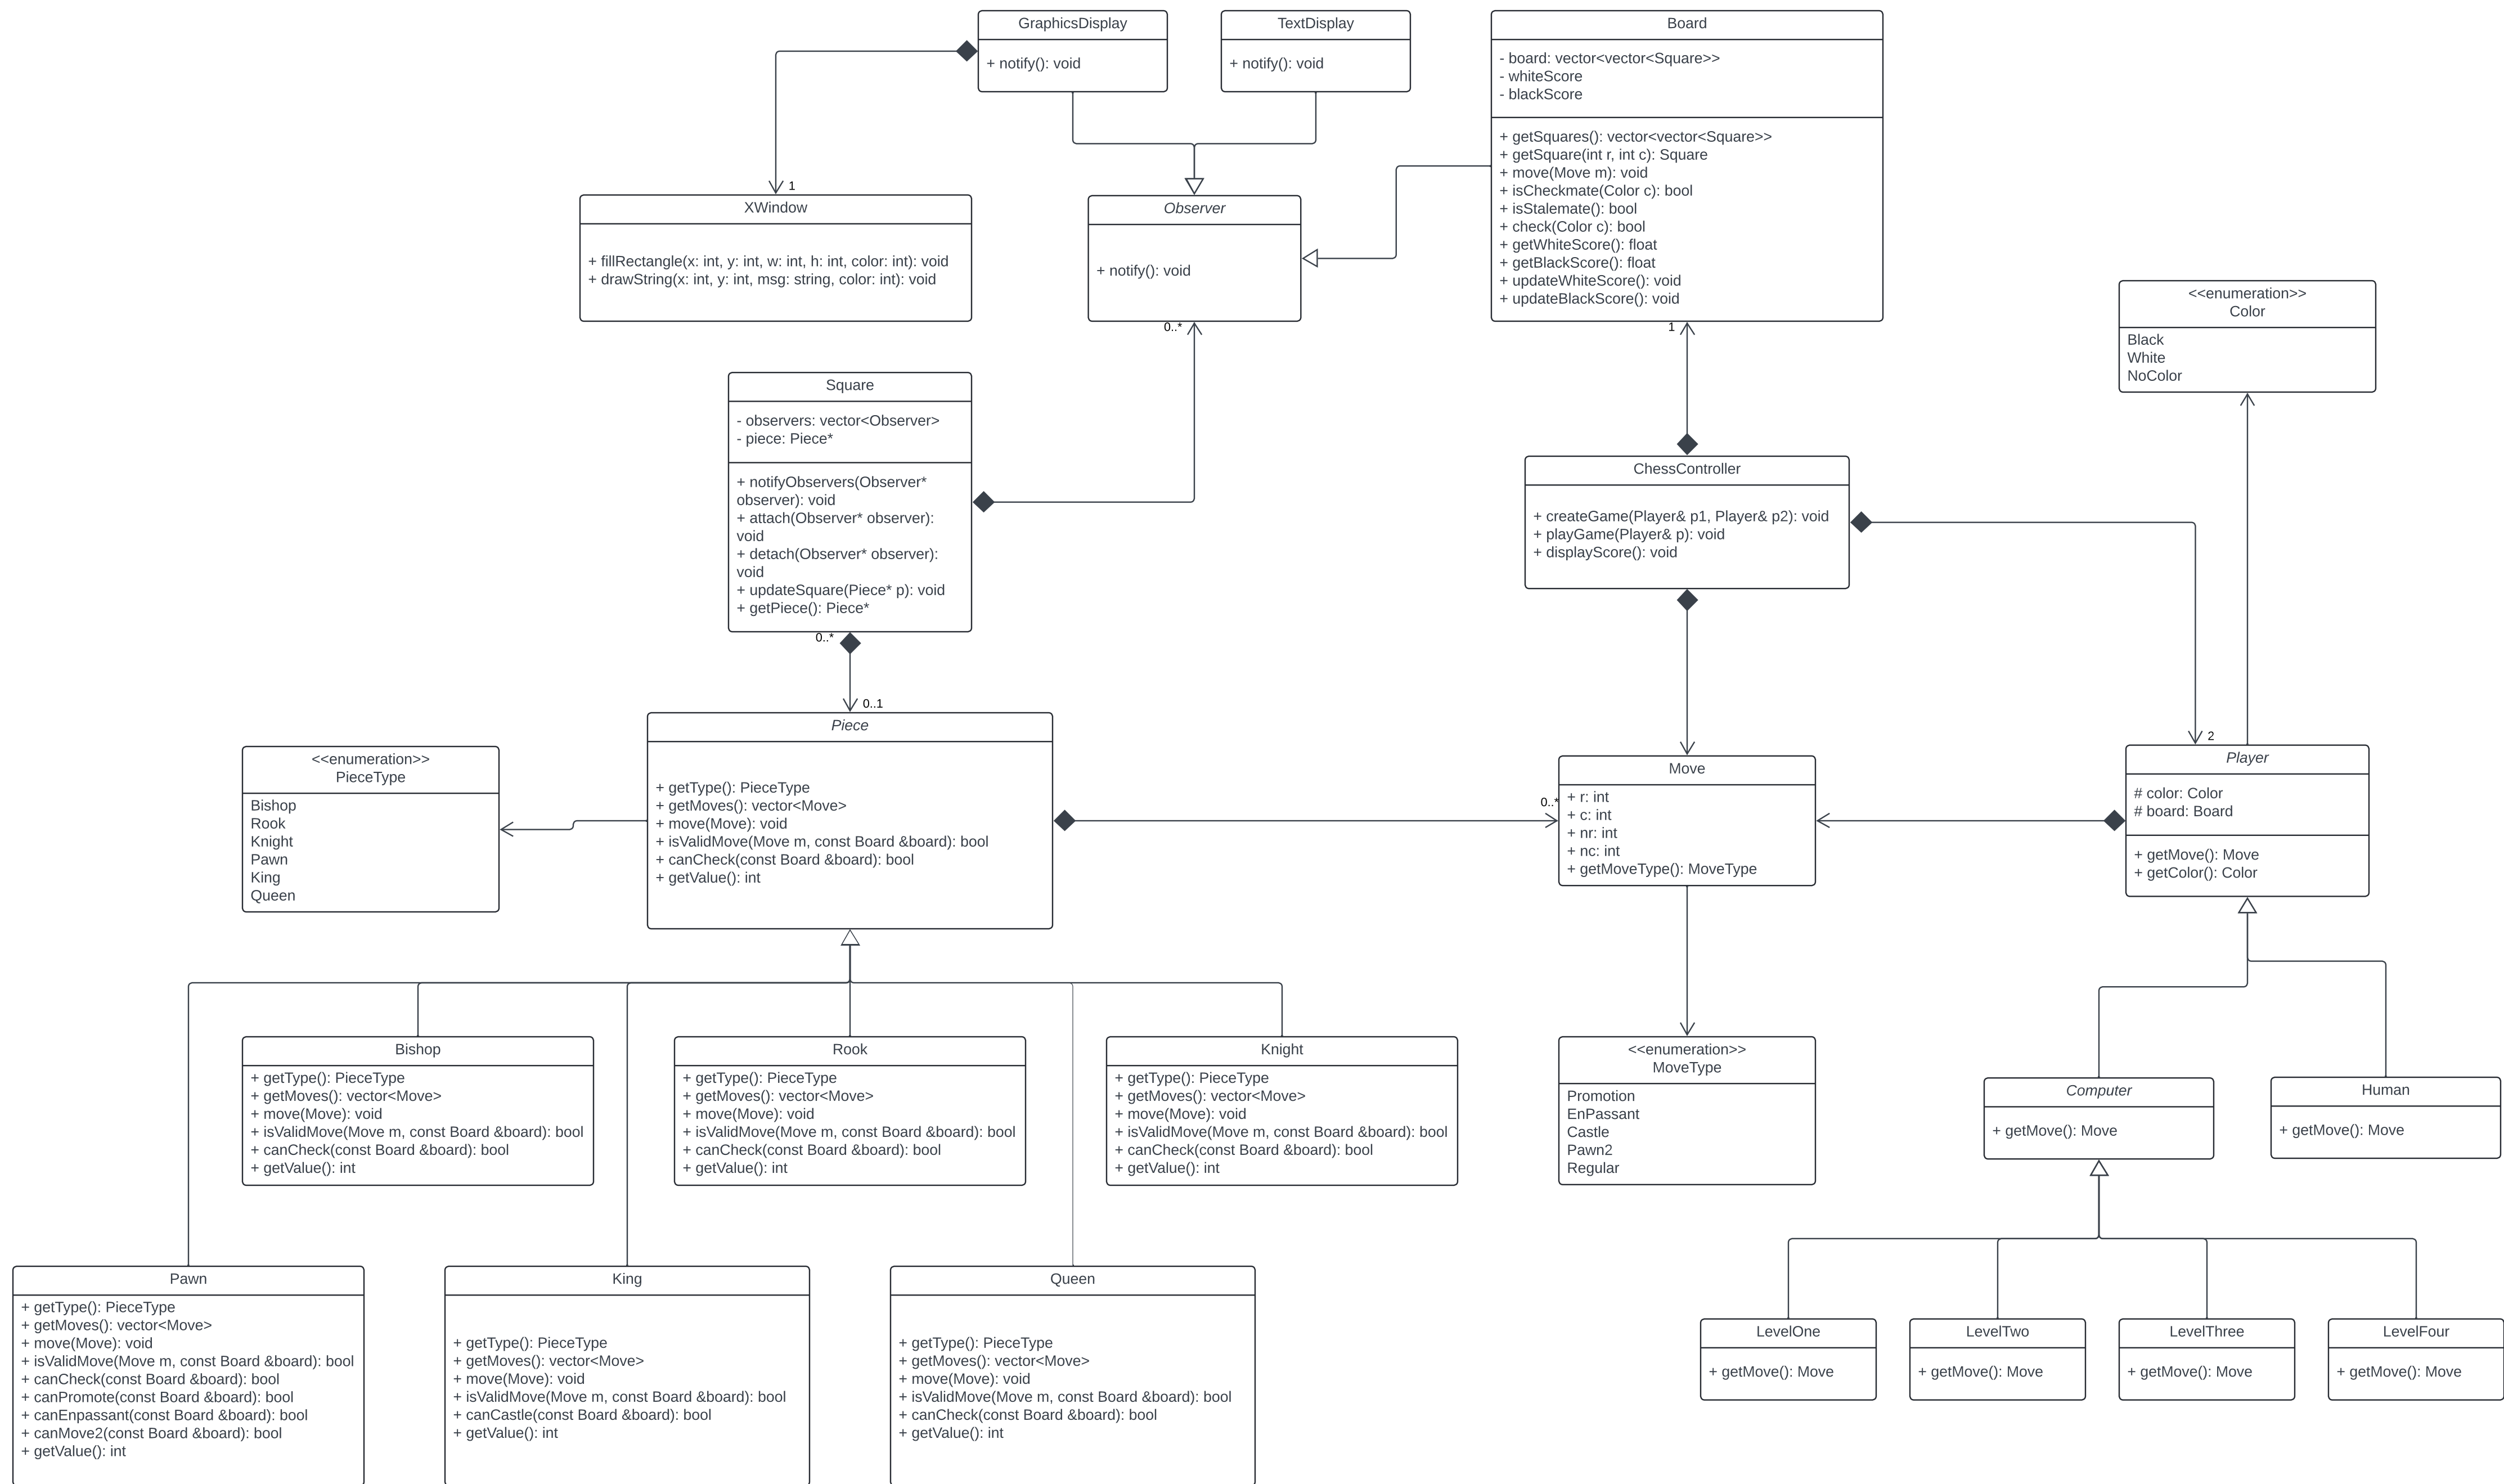 GraphicsDisplay
+ notify(): void
TextDisplay
+ notify(): void
Board
- board: vector<vector<Square>>
- whiteScore
- blackScore
+ getSquares(): vector<vector<Square>>
+ getSquare(int r, int c): Square
+ move(Move m): void
+ isCheckmate(Color c): bool
+ isStalemate(): bool
+ check(Color c): bool
+ getWhiteScore(): float
+ getBlackScore(): float
+ updateWhiteScore(): void
+ updateBlackScore(): void
1
XWindow
+ fillRectangle(x: int, y: int, w: int, h: int, color: int): void
+ drawString(x: int, y: int, msg: string, color: int): void
Observer
+ notify(): void
0..*
1
<<enumeration>>
Color
Black
White
NoColor
Square
- observers: vector<Observer>
- piece: Piece*
+ notifyObservers(Observer*
observer): void
+ attach(Observer* observer):
void
+ detach(Observer* observer):
void
+ updateSquare(Piece* p): void
+ getPiece(): Piece*
0..*
0..1
ChessController
+ createGame(Player& p1, Player& p2): void
+ playGame(Player& p): void
+ displayScore(): void
2
<<enumeration>>
PieceType
Bishop
Rook
Knight
Pawn
King
Queen
Piece
+ getType(): PieceType
+ getMoves(): vector<Move>
+ move(Move): void
+ isValidMove(Move m, const Board &board): bool
+ canCheck(const Board &board): bool
+ getValue(): int
0..*
Move
+ r: int
+ c: int
+ nr: int
+ nc: int
+ getMoveType(): MoveType
Player
# color: Color
# board: Board
+ getMove(): Move
+ getColor(): Color
Bishop
+ getType(): PieceType
+ getMoves(): vector<Move>
+ move(Move): void
+ isValidMove(Move m, const Board &board): bool
+ canCheck(const Board &board): bool
+ getValue(): int
Rook
+ getType(): PieceType
+ getMoves(): vector<Move>
+ move(Move): void
+ isValidMove(Move m, const Board &board): bool
+ canCheck(const Board &board): bool
+ getValue(): int
Knight
+ getType(): PieceType
+ getMoves(): vector<Move>
+ move(Move): void
+ isValidMove(Move m, const Board &board): bool
+ canCheck(const Board &board): bool
+ getValue(): int
<<enumeration>>
MoveType
Promotion
EnPassant
Castle
Pawn2
Regular
Computer
+ getMove(): Move
Human
+ getMove(): Move
Pawn
+ getType(): PieceType
+ getMoves(): vector<Move>
+ move(Move): void
+ isValidMove(Move m, const Board &board): bool
+ canCheck(const Board &board): bool
+ canPromote(const Board &board): bool
+ canEnpassant(const Board &board): bool
+ canMove2(const Board &board): bool
+ getValue(): int
King
+ getType(): PieceType
+ getMoves(): vector<Move>
+ move(Move): void
+ isValidMove(Move m, const Board &board): bool
+ canCastle(const Board &board): bool
+ getValue(): int
Queen
+ getType(): PieceType
+ getMoves(): vector<Move>
+ move(Move): void
+ isValidMove(Move m, const Board &board): bool
+ canCheck(const Board &board): bool
+ getValue(): int
LevelOne
+ getMove(): Move
LevelTwo
+ getMove(): Move
LevelThree
+ getMove(): Move
LevelFour
+ getMove(): Move